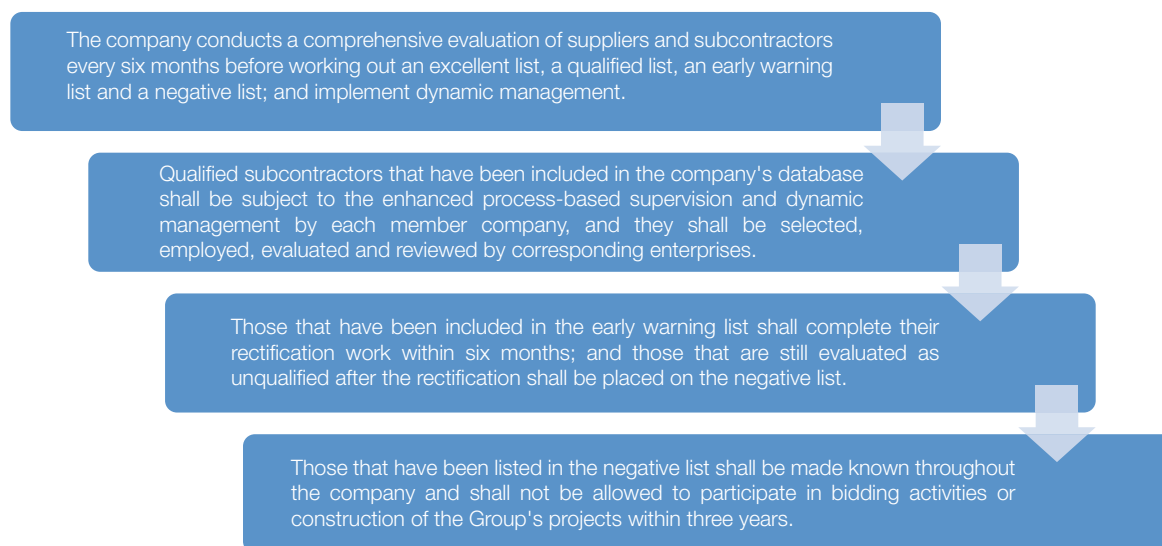 The company conducts a comprehensive evaluation of suppliers and subcontractors
every six months before working out an excellent list, a qualified list, an early warning
list and a negative list; and implement dynamic management.
Qualified subcontractors that have been included in the company's database
shall be subject to the enhanced process-based supervision and dynamic
management by each member company, and they shall be selected,
employed, evaluated and reviewed by corresponding enterprises.
Those that have been included in the early warning list shall complete their
rectification work within six months; and those that are still evaluated as
unqualified after the rectification shall be placed on the negative list.
Those that have been listed in the negative list shall be made known throughout
the company and shall not be allowed to participate in bidding activities or
construction of the Group's projects within three years.